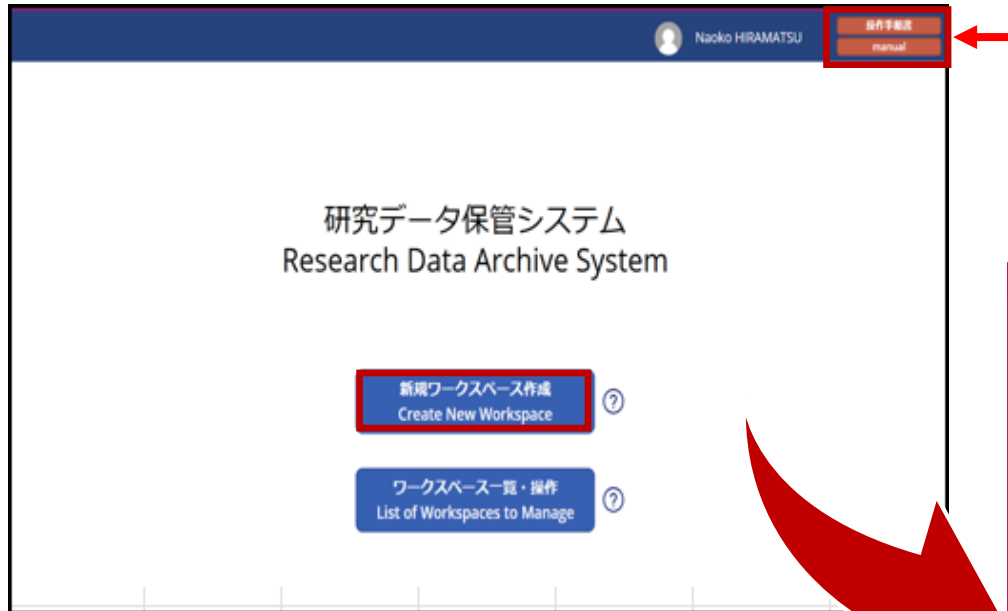 Naoko HIRAMATSU
操作手順書
manual
研究データ保管システム
Research Data Archive System
新規ワークスペース作成
Create New Workspace
?
ワークスペース一覧・操作
List of Workspaces to Manage
?